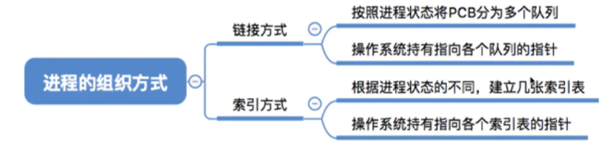 进程的组织方式
链接方式
按照进程状态将PCB分为多个队列
操作系统持有指向各个队列的指针
索引方式
根据进程状态的不同，建立几张索引表
操作系统持有指向各个索引表的指针